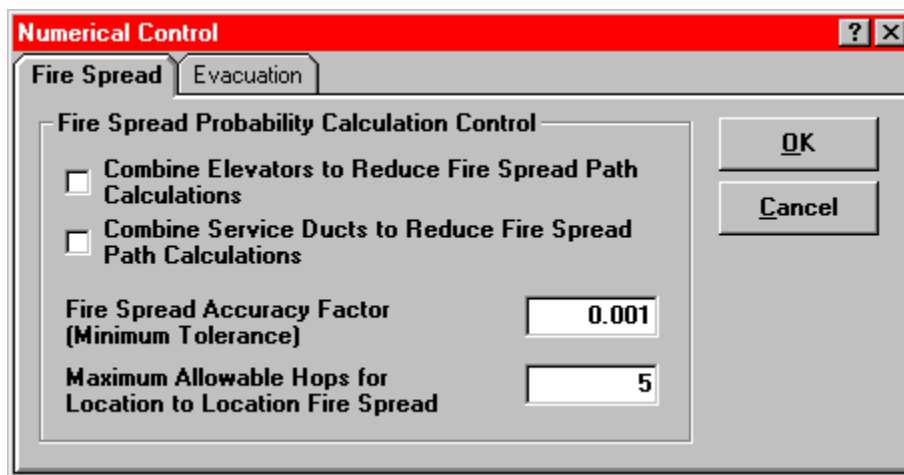 Numerical Control
Fire Spread
Evacuation
Fire Spread Probability Calculation Control
Combine Elevators to Reduce Fire Spread Path
Calculations
Combine Service Ducts to Reduce Fire Spread
Path Calculations
Fire Spread Accuracy Factor
(Minimum Tolerance)
0.001
Maximum Allowable Hops for
Location to Location Fire Spread
5
OK
Cancel